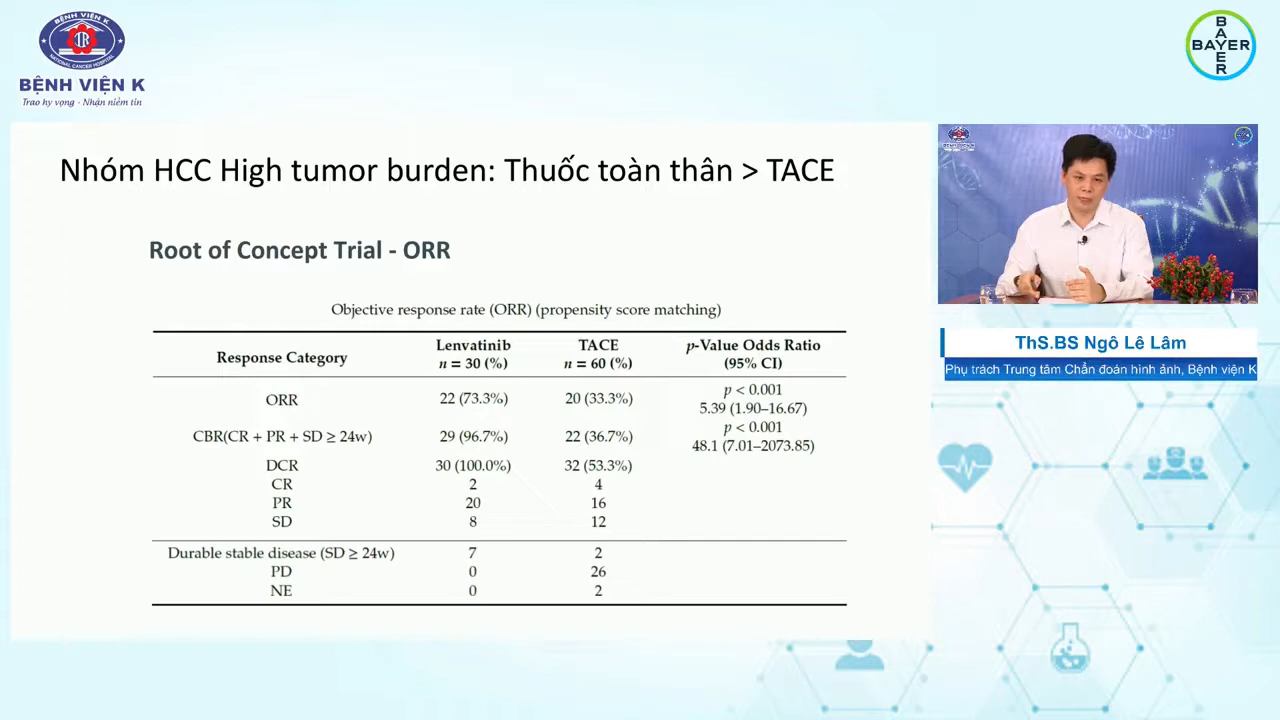 BỆNH VIỆN K
NATIONAL CANCER HOSPITAL
BỆNH VIỆN K
Trao hy vọng - Nhận niềm tin
BAYER
BAYER
Nhóm HCC High tumor burden: Thuốc toàn thân > TACE
Root of Concept Trial - ORR
Objective response rate (ORR) (propensity score matching)
Response Category Lenvatinib n = 30 (%) TACE n = 60 (%) p-Value Odds Ratio (95% CI)
ORR 22 (73.3%) 20 (33.3%) p < 0.001 5.39 (1.90–16.67)
CBR(CR + PR + SD ≥ 24w) 29 (96.7%) 22 (36.7%) p < 0.001 48.1 (7.01–2073.85)
DCR 30 (100.0%) 32 (53.3%)
CR 2 4
PR 20 16
SD 8 12
Durable stable disease (SD ≥ 24w) 7 2
PD 0 26
NE 0 2
ThS.BS Ngô Lê Lâm
Phụ trách Trung tâm Chẩn đoán hình ảnh, Bệnh viện K